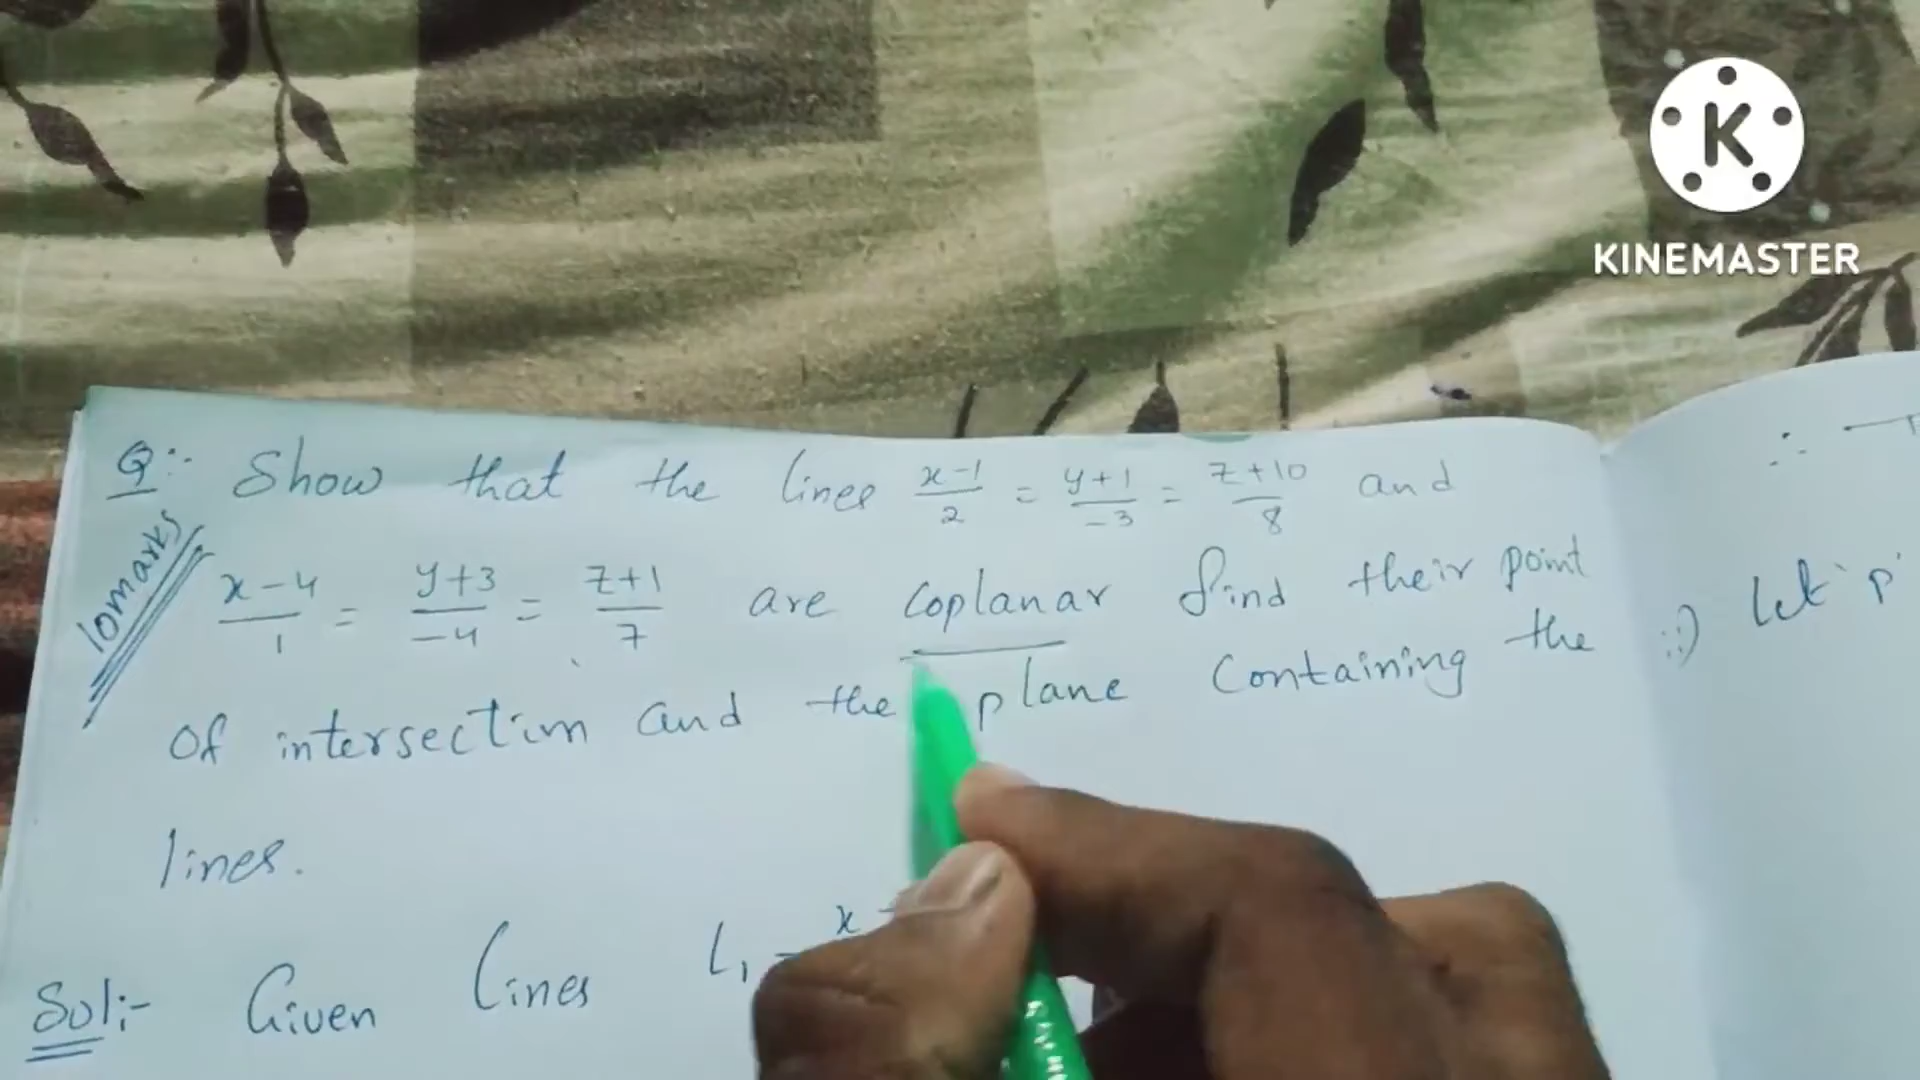 K
KINEMASTER
Q:- Show that the lines x-1/2 = y+1/-3 = z+10/8 and
10marks
x-4/1 = y+3/-4 = z+1/7 are coplanar find their point
of intersection and the plane containing the
lines.
Sol:- Given lines L₁ = x
Let 'p'